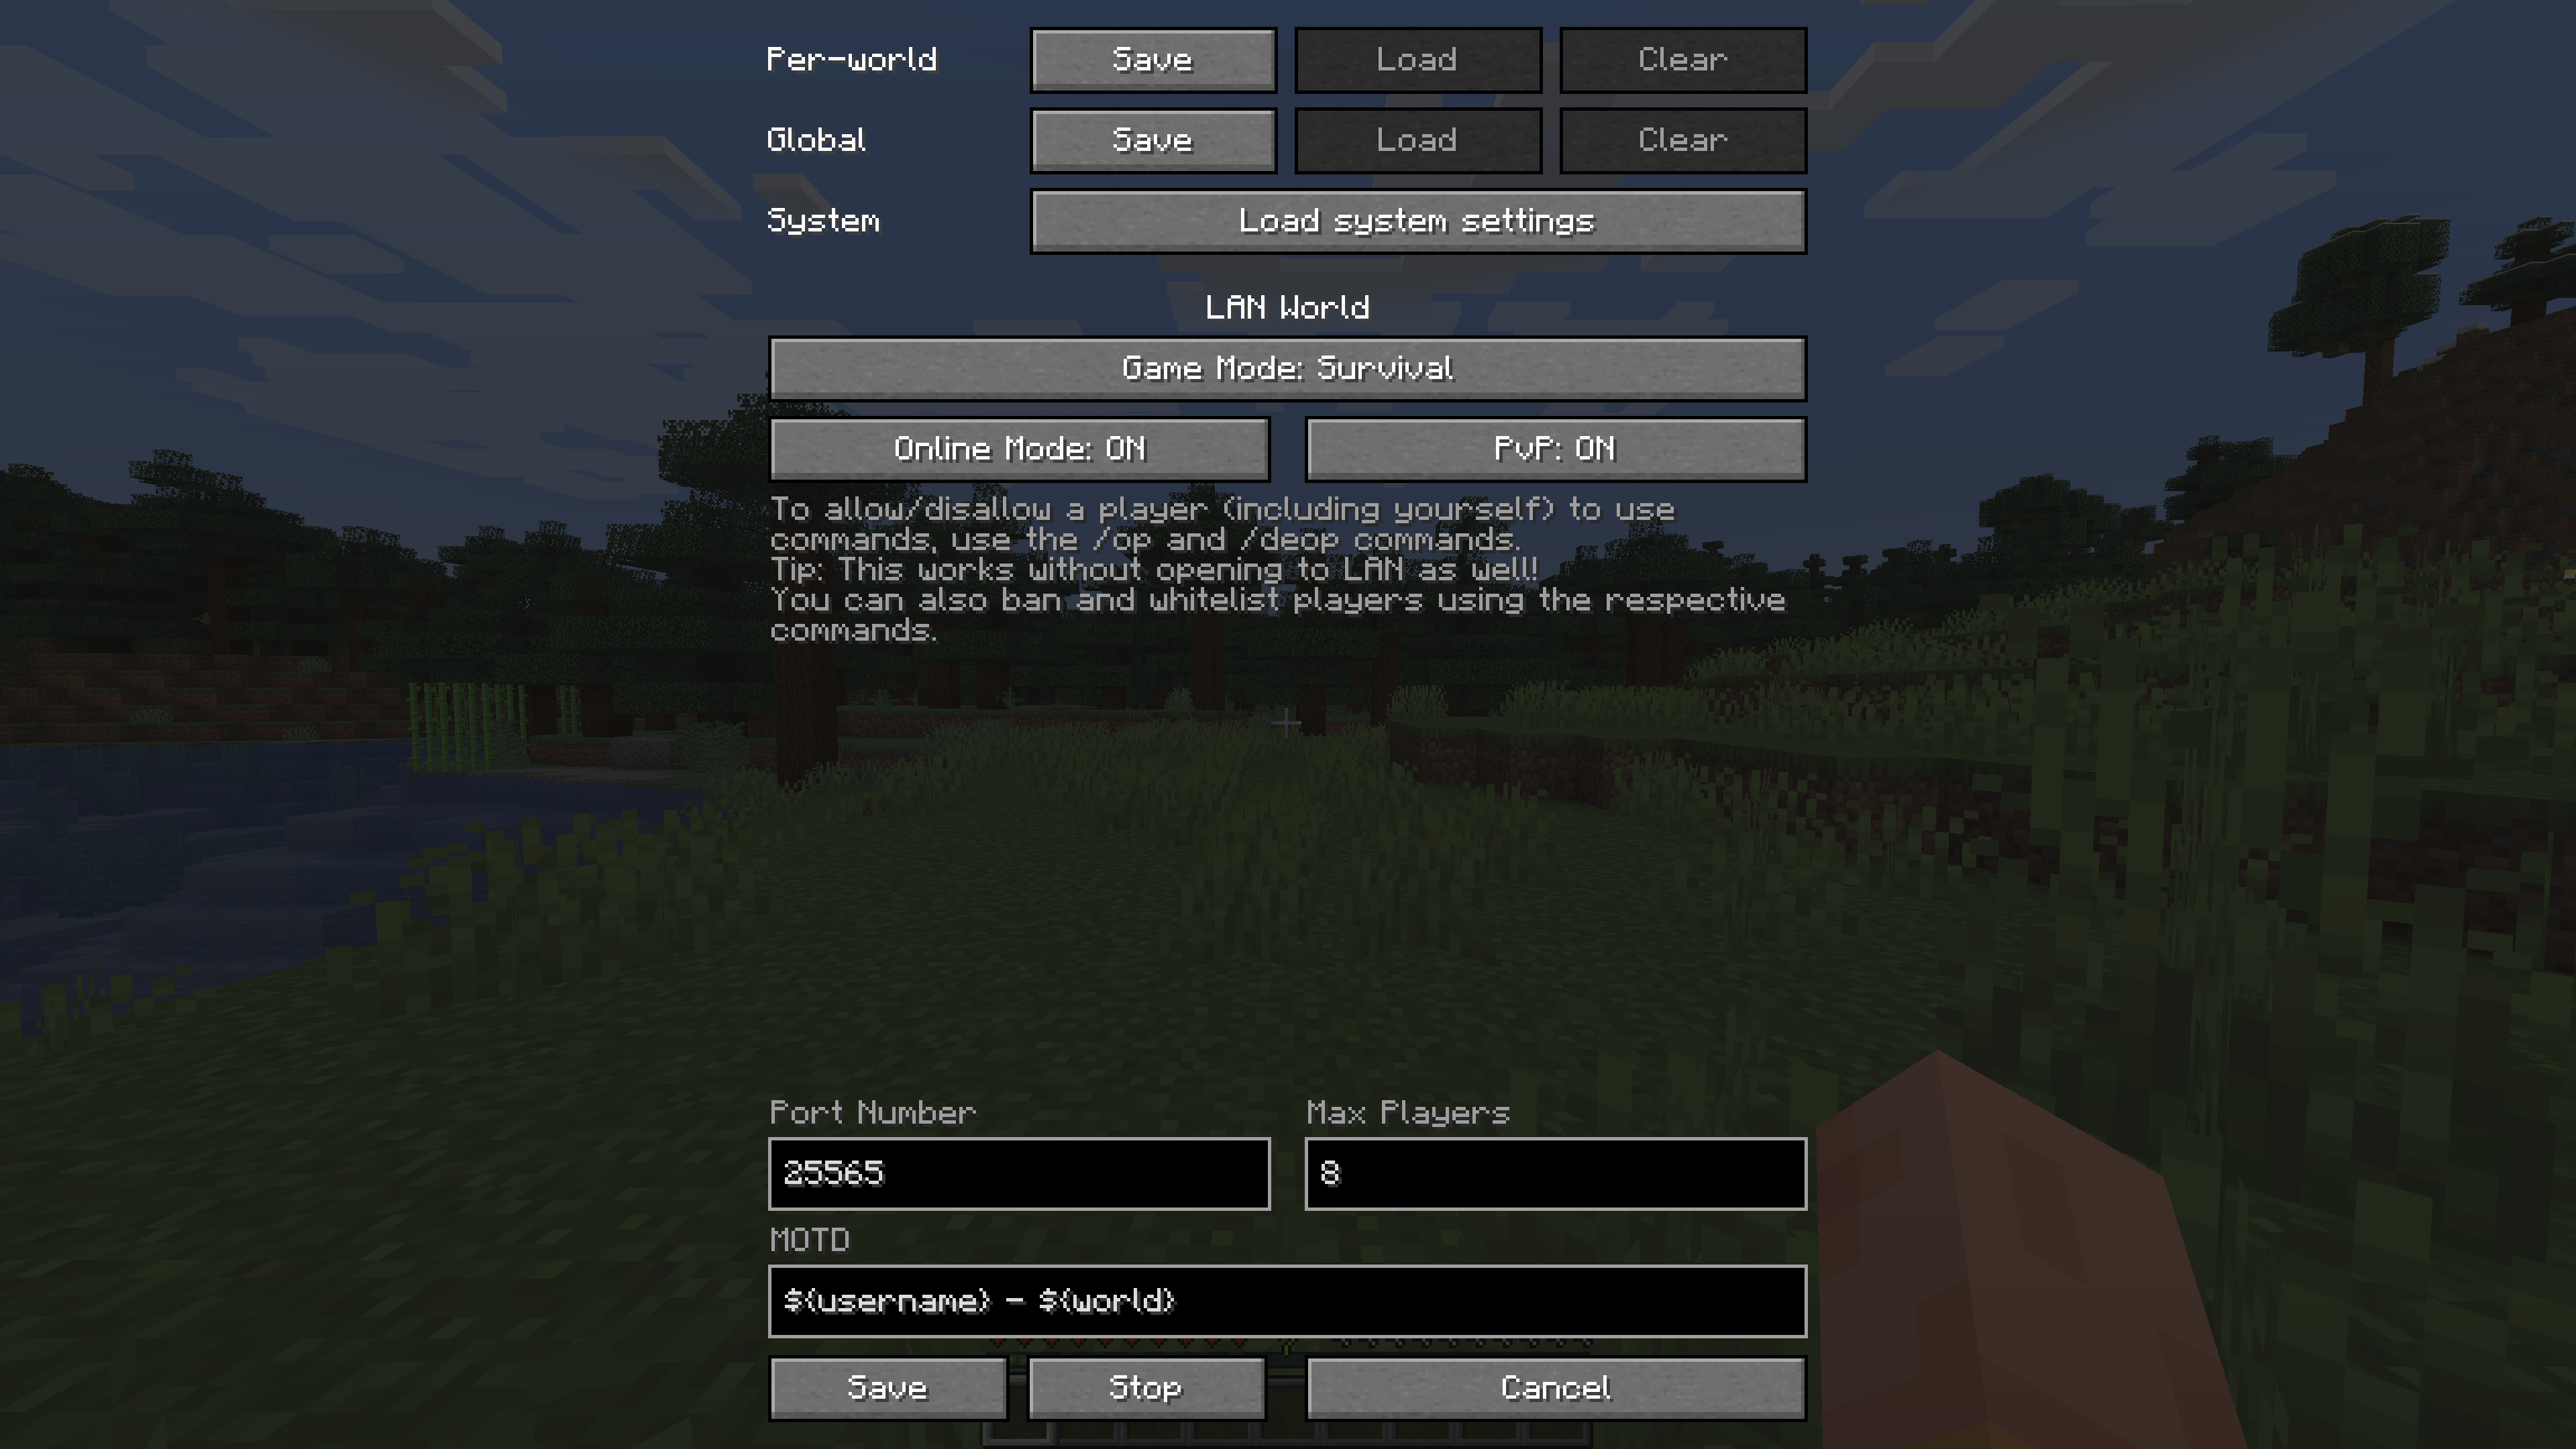 Per-world Save Load Clear
Global Save Load Clear
System Load system settings
LAN World
Game Mode: Survival
Online Mode: ON PvP: ON
To allow/disallow a player (including yourself) to use
commands, use the /op and /deop commands.
Tip: This works without opening to LAN as well!
You can also ban and whitelist players using the respective
commands.
Port Number Max Players
25565 8
MOTD
${username} - ${world}
Save Stop Cancel